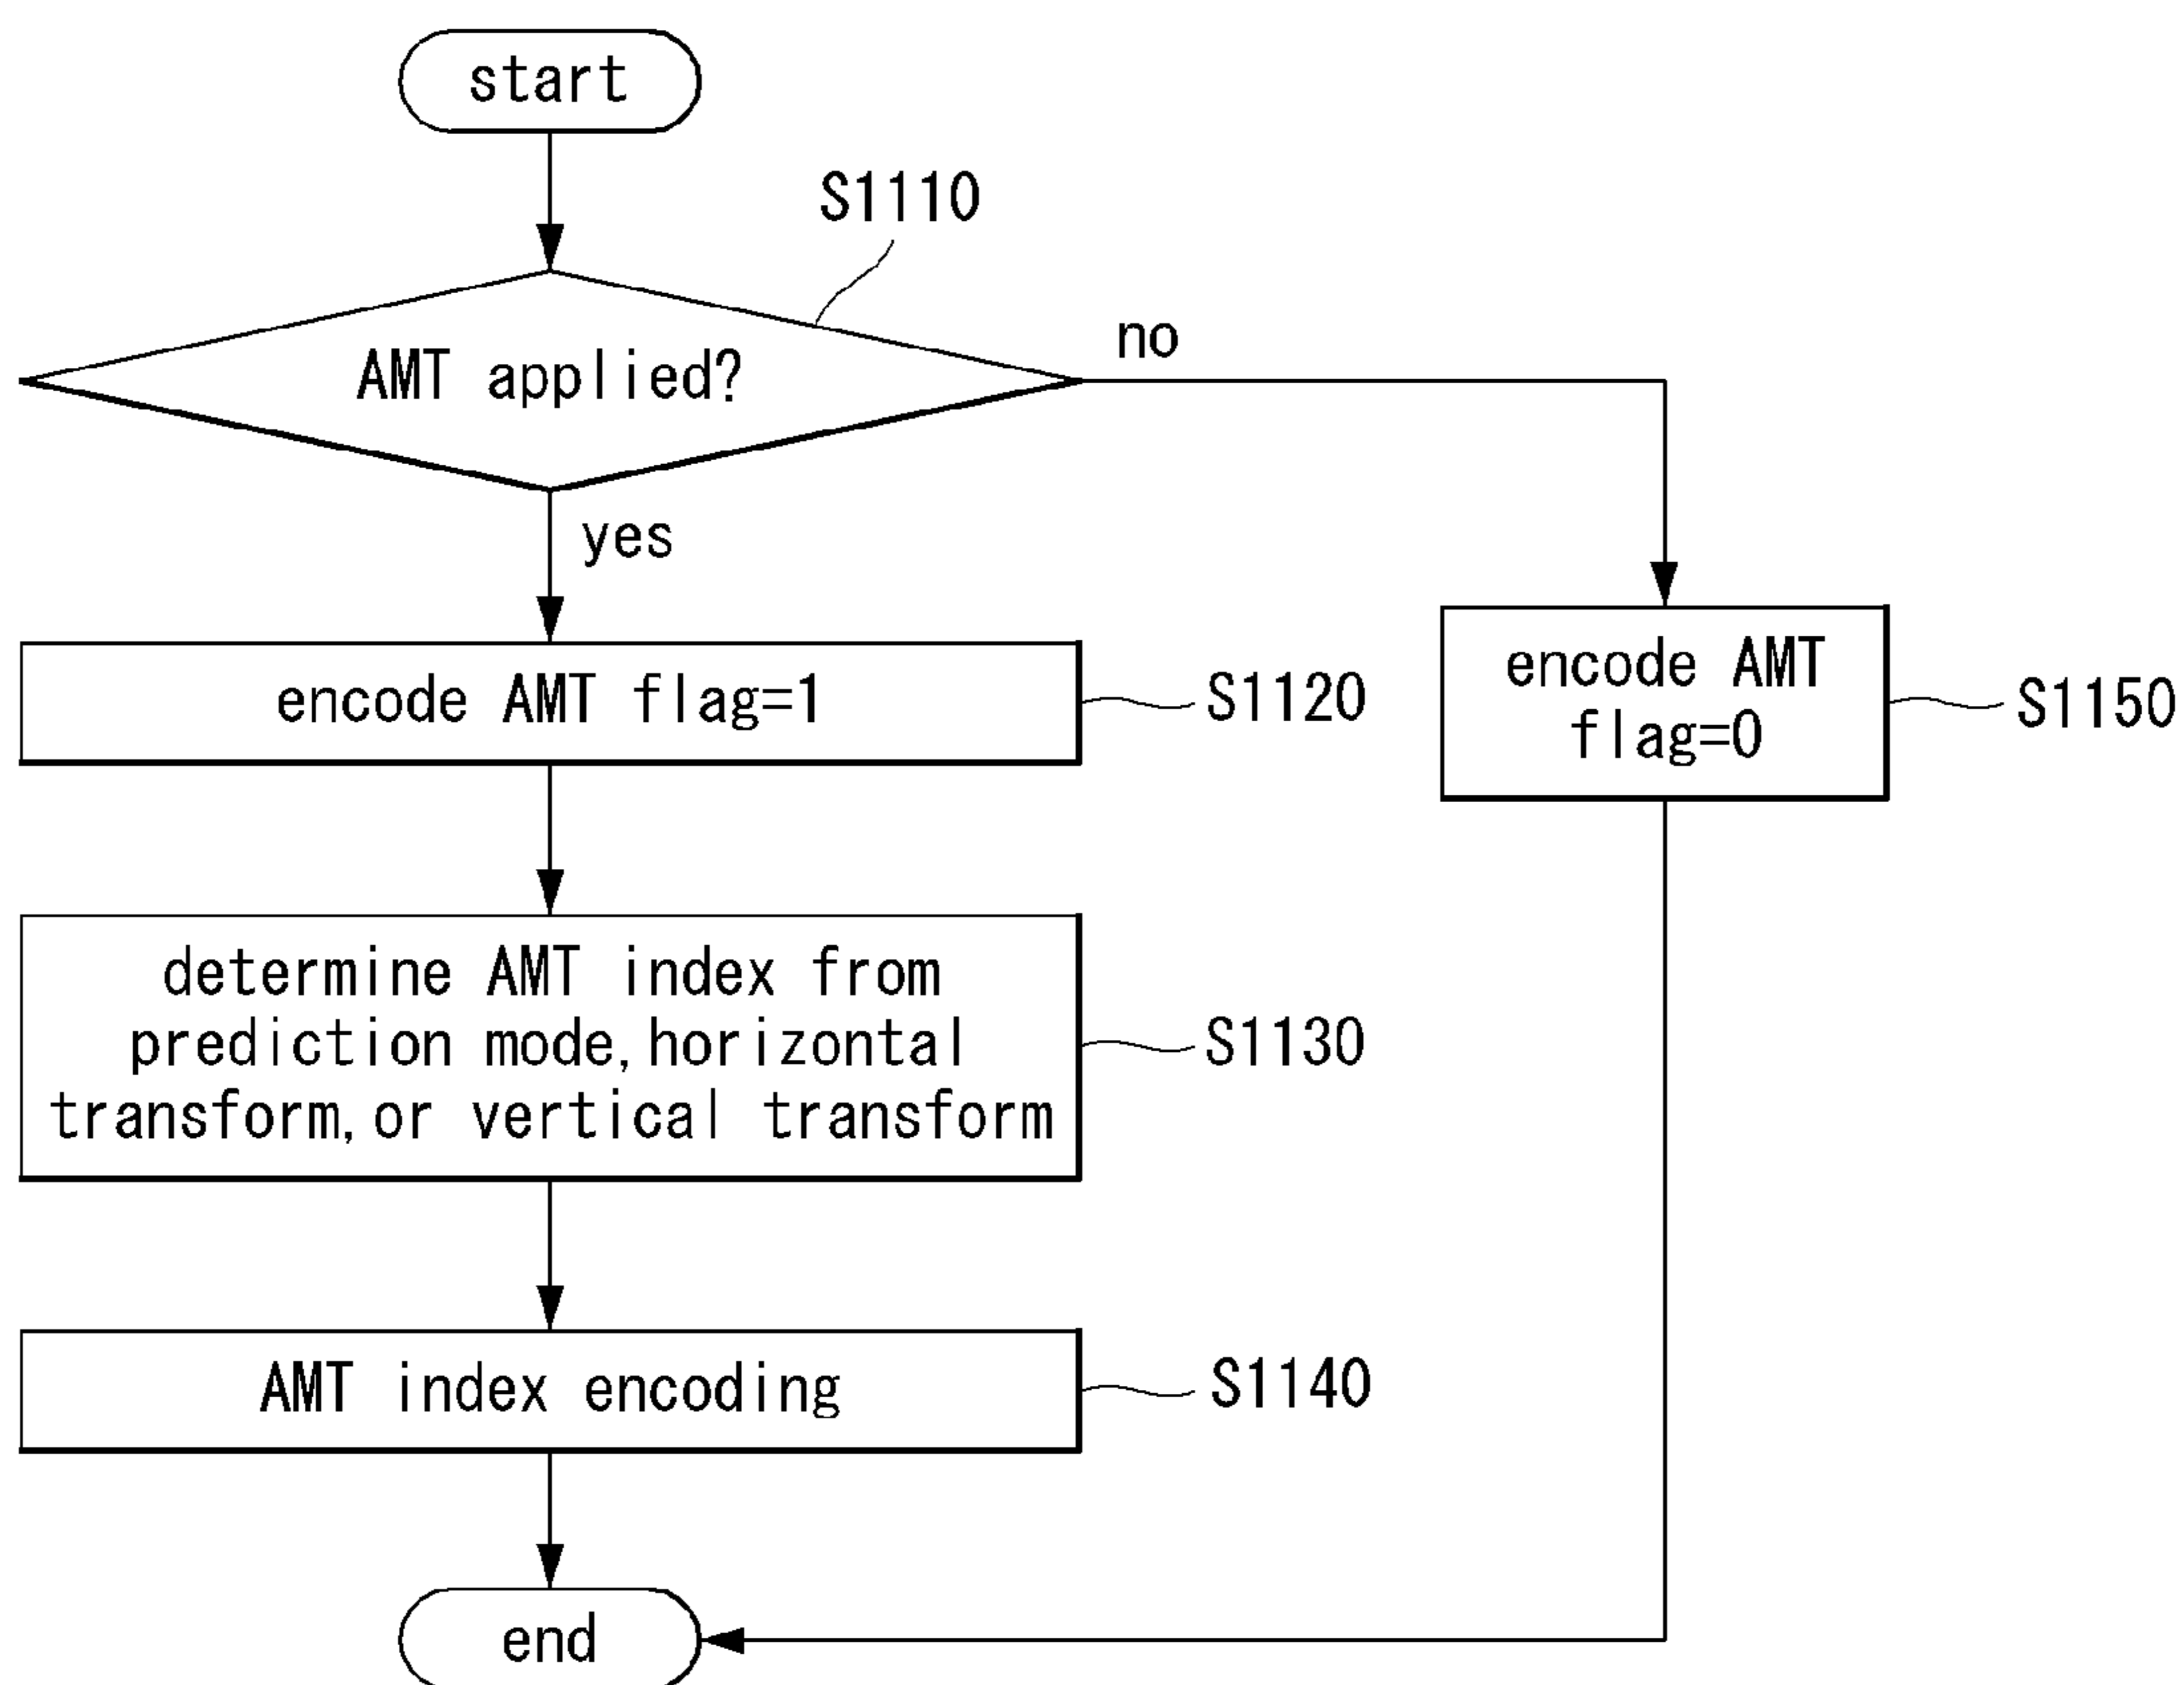 start
S1110
AMT applied?
no
yes
encode AMT flag=1
S1120
encode AMT
flag=0
S1150
determine AMT index from
prediction mode, horizontal
transform, or vertical transform
S1130
AMT index encoding
S1140
end